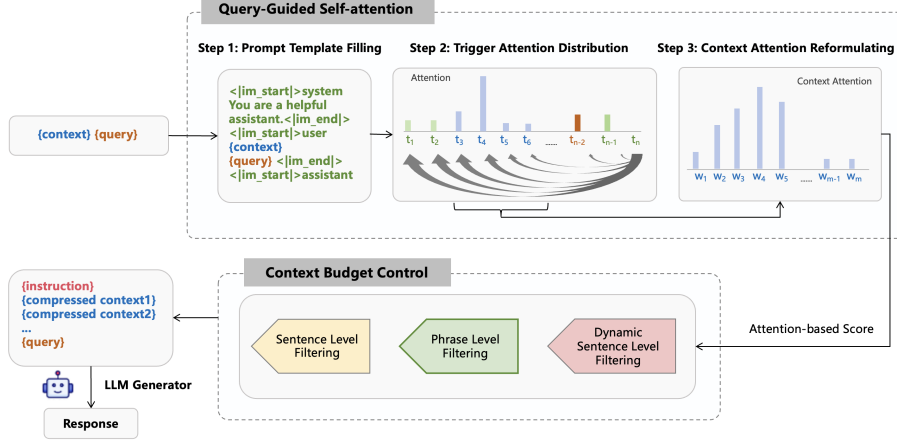 Query-Guided Self-attention
Step 1: Prompt Template Filling
Step 2: Trigger Attention Distribution
Step 3: Context Attention Reformulating
{context} {query}
<|im_start|>system
You are a helpful
assistant.<|im_end|>
<|im_start|>user
{context}
{query} <|im_end|>
<|im_start|>assistant
Attention
t1 t2 t3 t4 t5 t6 ...... tn-2 tn-1 tn
Context Attention
w1 w2 w3 w4 w5 ...... wm-1 wm
Context Budget Control
Sentence Level
Filtering
Phrase Level
Filtering
Dynamic
Sentence Level
Filtering
Attention-based Score
{instruction}
{compressed context1}
{compressed context2}
...
{query}
LLM Generator
Response